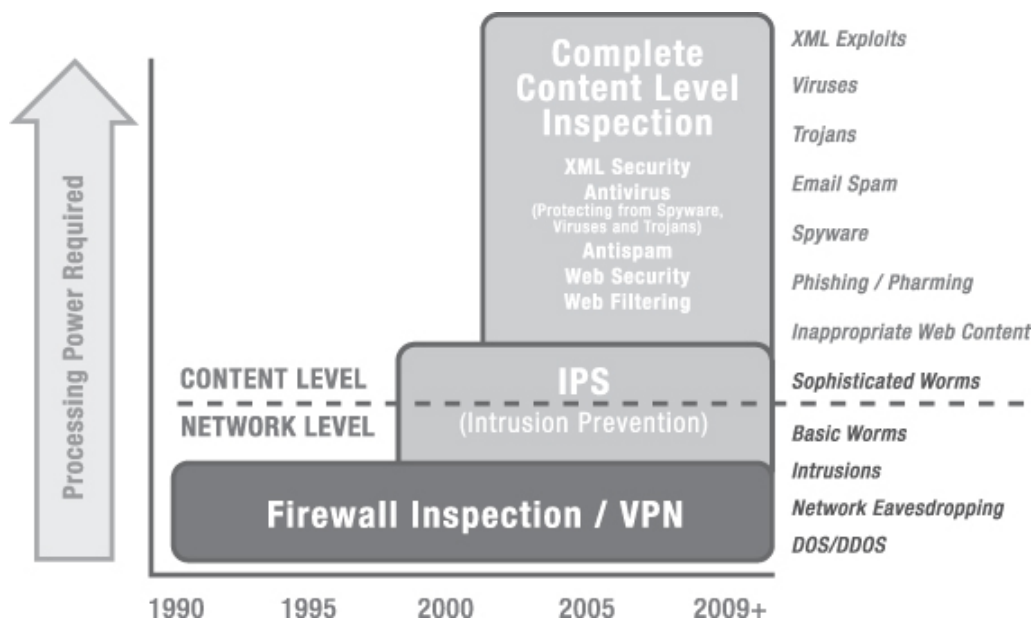 Processing Power Required
Complete
Content Level
Inspection
XML Security
Antivirus
(Protecting from Spyware,
Viruses and Trojans)
Antispam
Web Security
Web Filtering
CONTENT LEVEL
NETWORK LEVEL
IPS
(Intrusion Prevention)
Firewall Inspection / VPN
XML Exploits
Viruses
Trojans
Email Spam
Spyware
Phishing / Pharming
Inappropriate Web Content
Sophisticated Worms
Basic Worms
Intrusions
Network Eavesdropping
DOS/DDOS
1990 1995 2000 2005 2009+